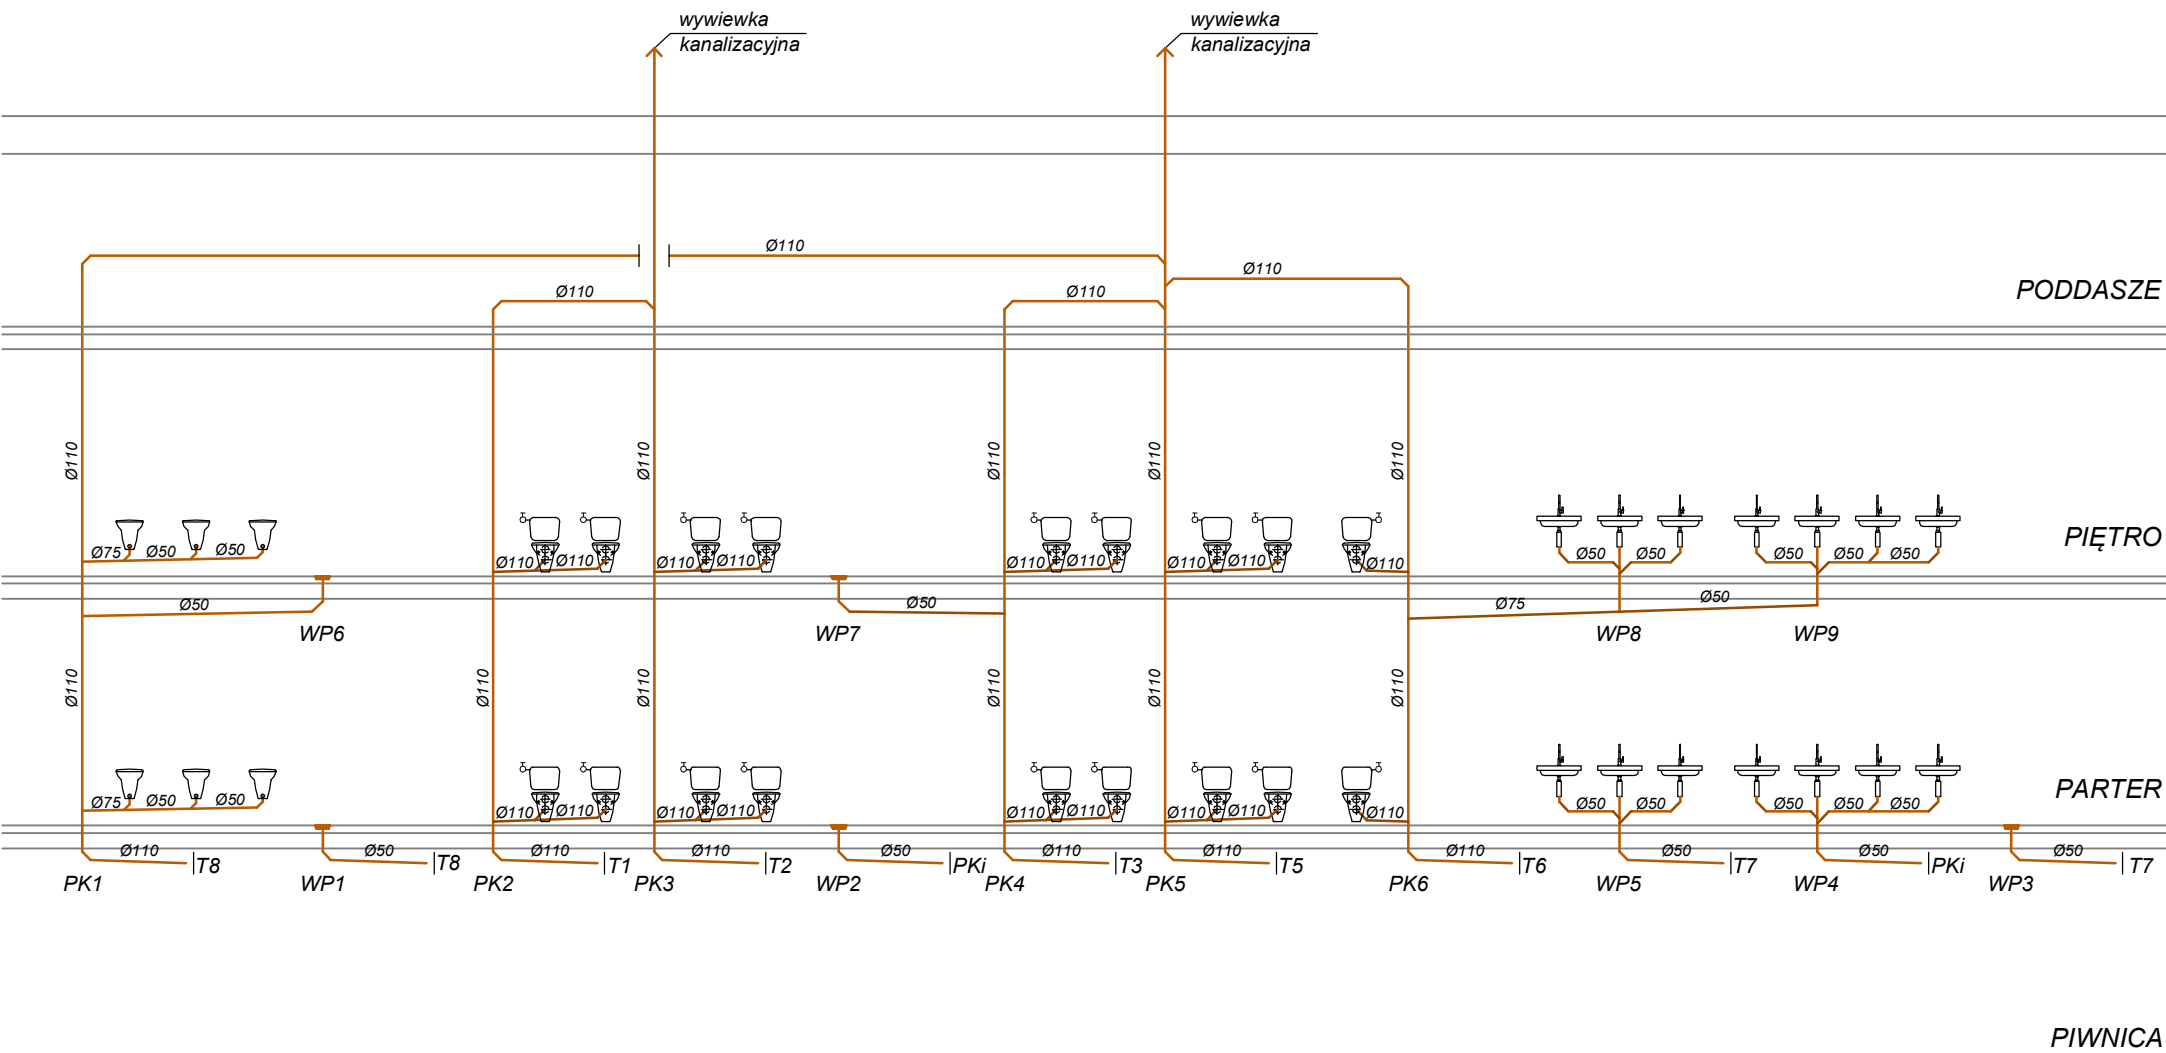 wywiewka
kanalizacyjna
wywiewka
kanalizacyjna
Ø110
Ø110
Ø110
Ø110
PODDASZE
Ø110
Ø110
Ø110
Ø110
Ø110
Ø75 Ø50 Ø50
Ø110 Ø110
Ø110 Ø110
Ø110 Ø110
Ø110 Ø110
Ø110
Ø50 Ø50
Ø50 Ø50 Ø50
PIĘTRO
Ø50
Ø50
Ø75
Ø50
WP6
WP7
WP8
WP9
Ø110
Ø110
Ø110
Ø110
Ø110
Ø110
Ø75 Ø50 Ø50
Ø110 Ø110
Ø110 Ø110
Ø110 Ø110
Ø110 Ø110
Ø110
Ø50 Ø50
Ø50 Ø50 Ø50
PARTER
Ø110 T8
Ø50 T8
Ø110 T1
Ø110 T2
Ø50 PKi
Ø110 T3
Ø110 T5
Ø110 T6
Ø50 T7
Ø50 PKi
Ø50 T7
PK1
WP1
PK2
PK3
WP2
PK4
PK5
PK6
WP5
WP4
WP3
PIWNICA